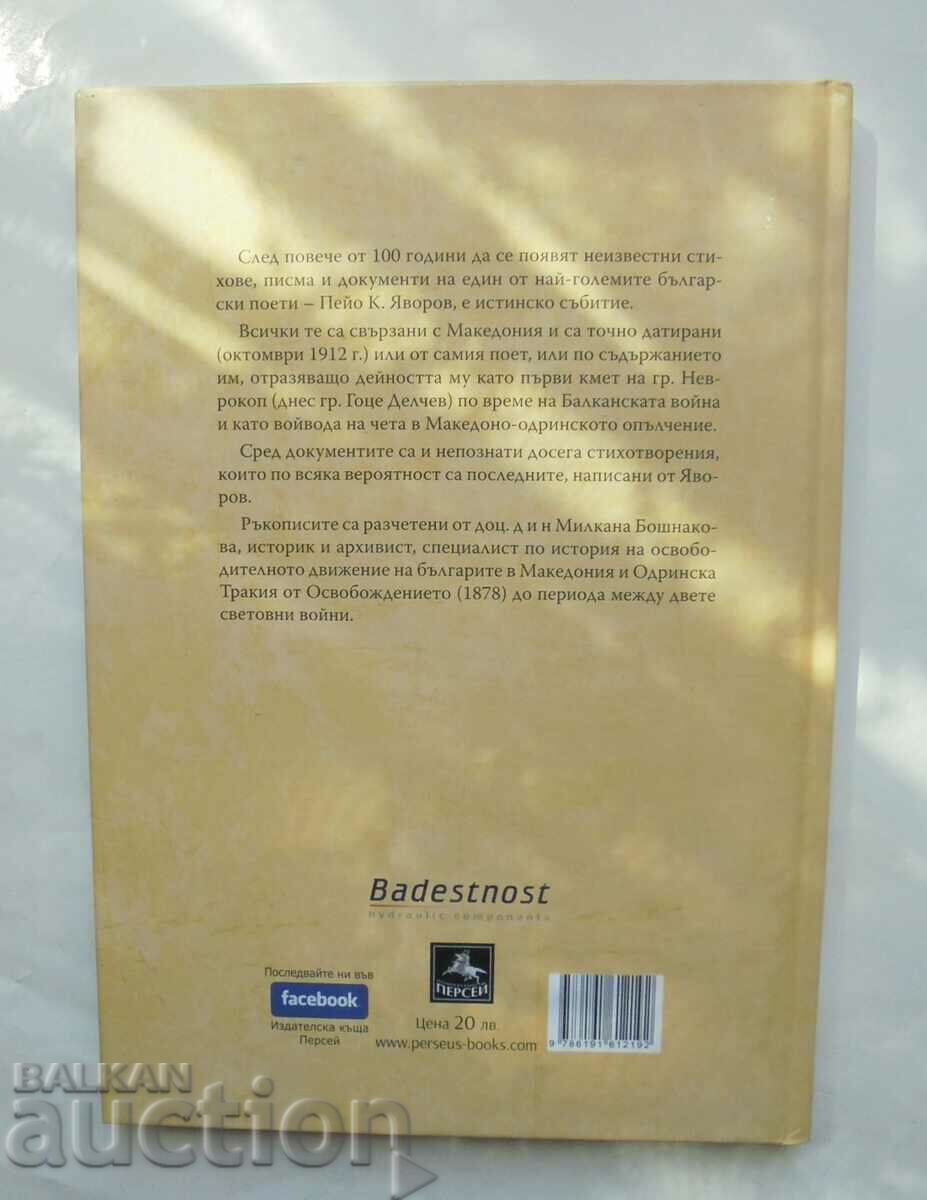 След повече от 100 години да се появят неизвестни сти-
хове, писма и документи на един от най-големите българ-
ски поети – Пейо К. Яворов, е истинско събитие.
Всички те са свързани с Македония и са точно датирани
(октомври 1912 г.) или от самия поет, или по съдържанието
им, отразяващо дейността му като първи кмет на гр. Нев-
рокоп (днес гр. Гоце Делчев) по време на Балканската война
и като войвода на чета в Македоно-одринското опълчение.
Сред документите са и непознати досега стихотворения,
които по всяка вероятност са последните, написани от Яво-
ров.
Ръкописите са разчетени от доц. д и н Милкана Бошнако-
ва, историк и архивист, специалист по история на освобо-
дителното движение на българите в Македония и Одринска
Тракия от Освобождението (1878) до периода между двете
световни войни.
Badestnost
hydraulic components
Последвайте ни във
facebook
Издателска къща
Персей
ПЕРСЕЙ
Цена 20 лв.
www.perseus-books.com
9 786191 612192
BALKAN
auction